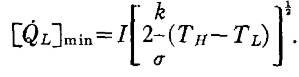 [Q̇_L]_min = I[2 k/σ (T_H − T_L)]^{1/2}.